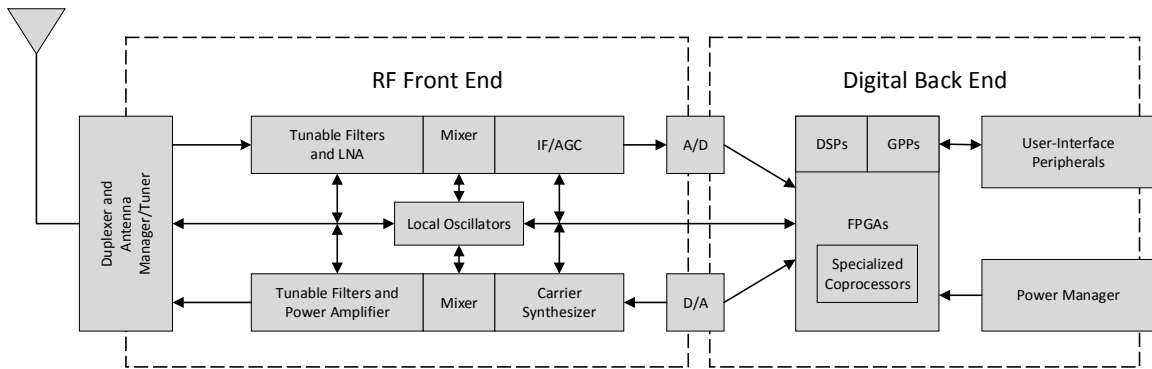 RF Front End
Digital Back End
Duplexer and
Antenna
Manager/Tuner
Tunable Filters
and LNA
Mixer
IF/AGC
A/D
DSPs
GPPs
User-Interface
Peripherals
Local Oscillators
FPGAs
Specialized
Coprocessors
Tunable Filters and
Power Amplifier
Mixer
Carrier
Synthesizer
D/A
Power Manager